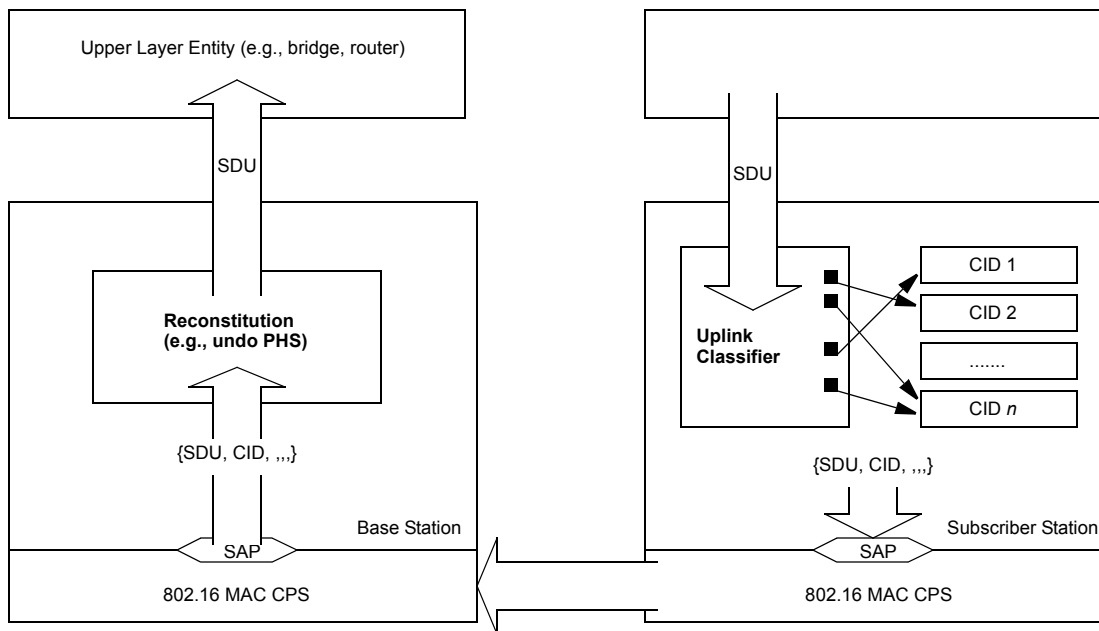 Upper Layer Entity (e.g., bridge, router)
SDU
SDU
Reconstitution
(e.g., undo PHS)
Uplink
Classifier
CID 1
CID 2
.......
CID n
{SDU, CID, ,,,}
{SDU, CID, ,,,}
Base Station
Subscriber Station
SAP
SAP
802.16 MAC CPS
802.16 MAC CPS